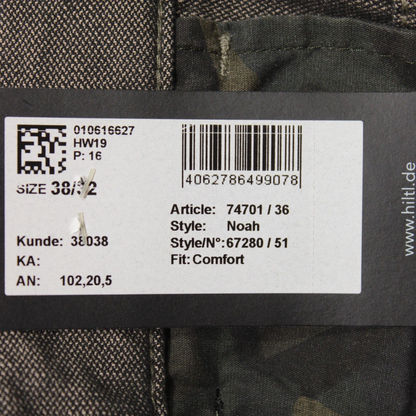 010616627
HW19
P: 16
SIZE 38/32
4062786499078
Article: 74701 / 36
Style: Noah
Style/N°: 67280 / 51
Fit: Comfort
Kunde: 38038
KA:
AN: 102,20,5
www.hiltl.de